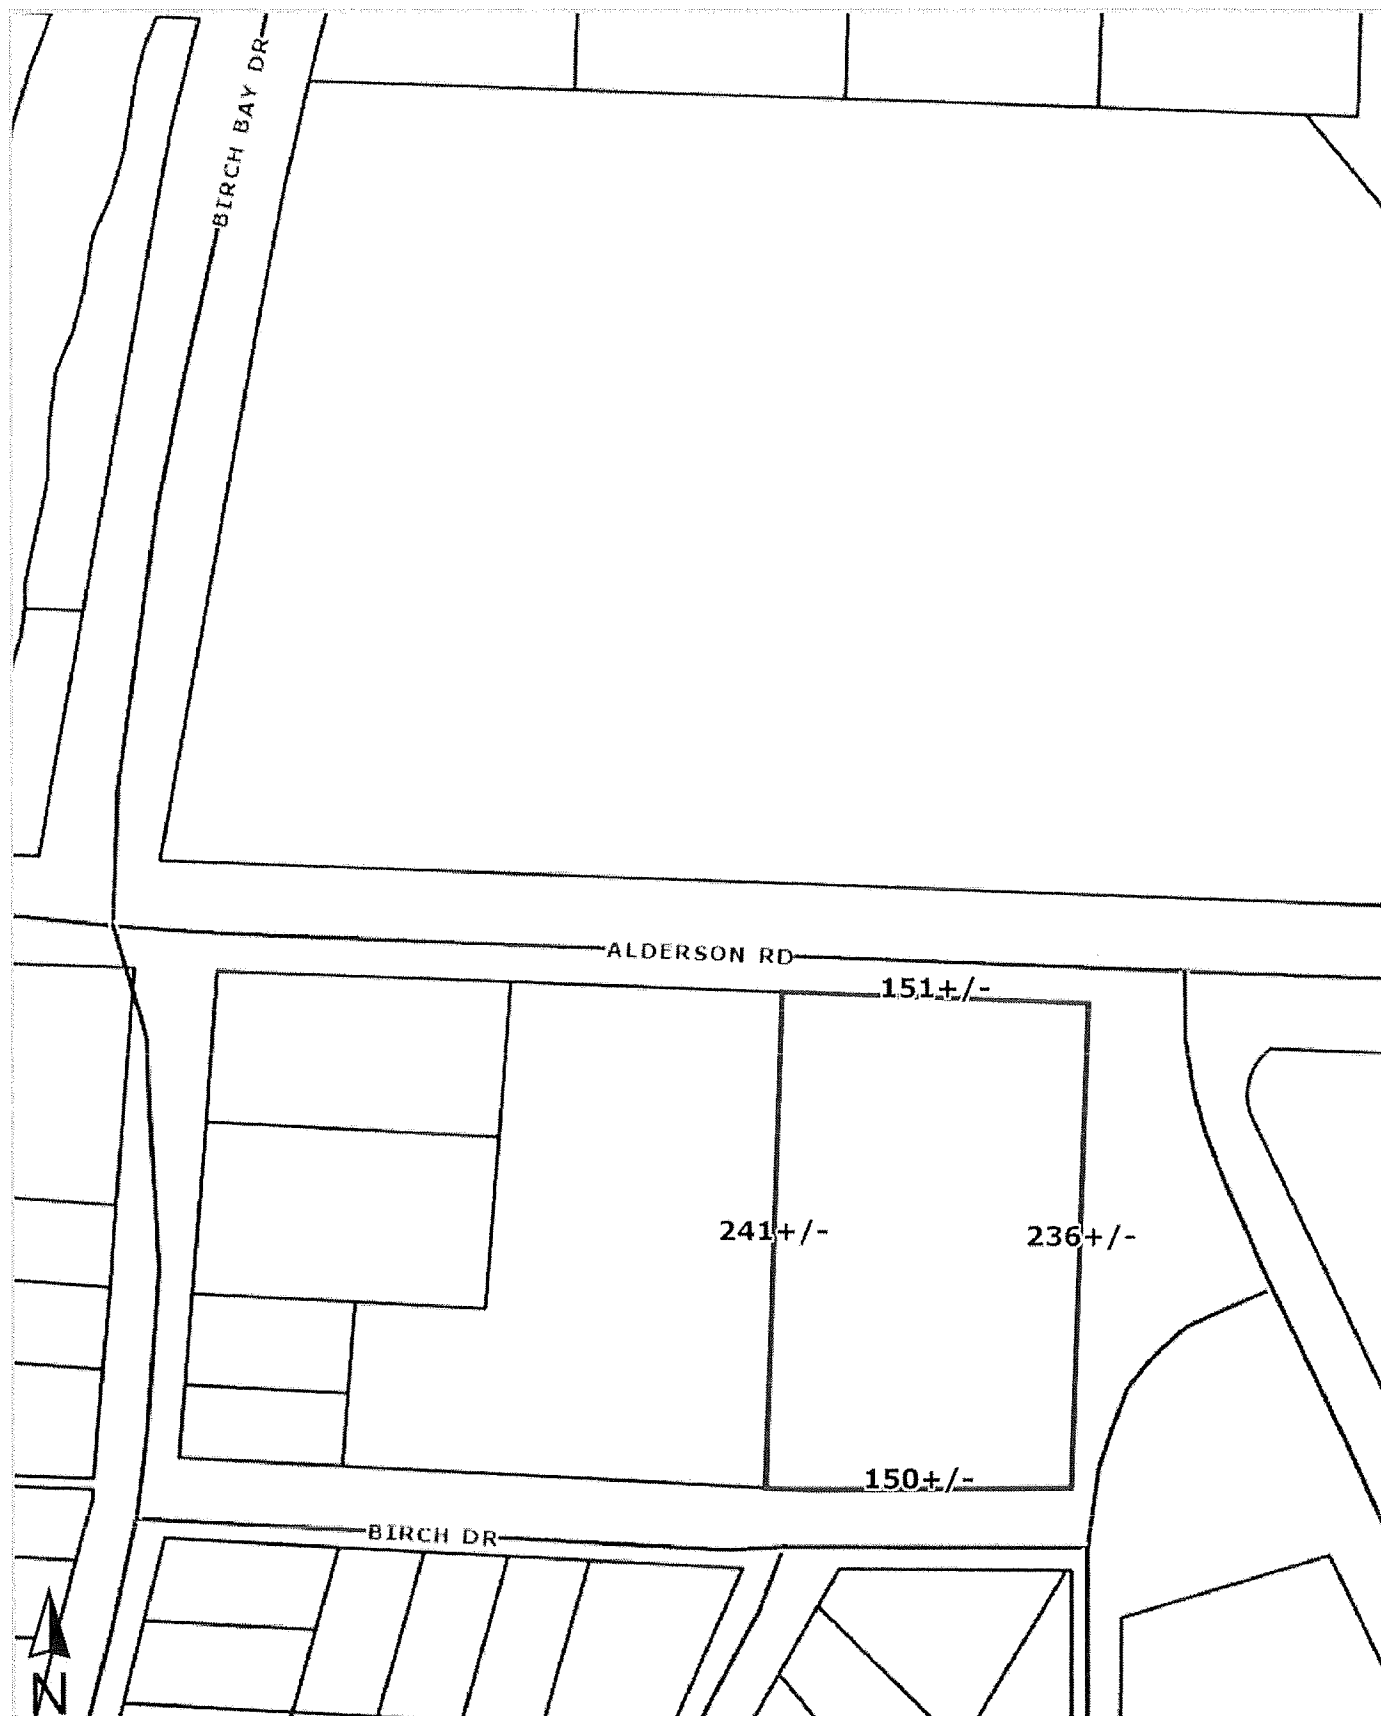 BIRCH BAY DR
ALDERSON RD
151+/-
241+/-
236+/-
150+/-
BIRCH DR
N